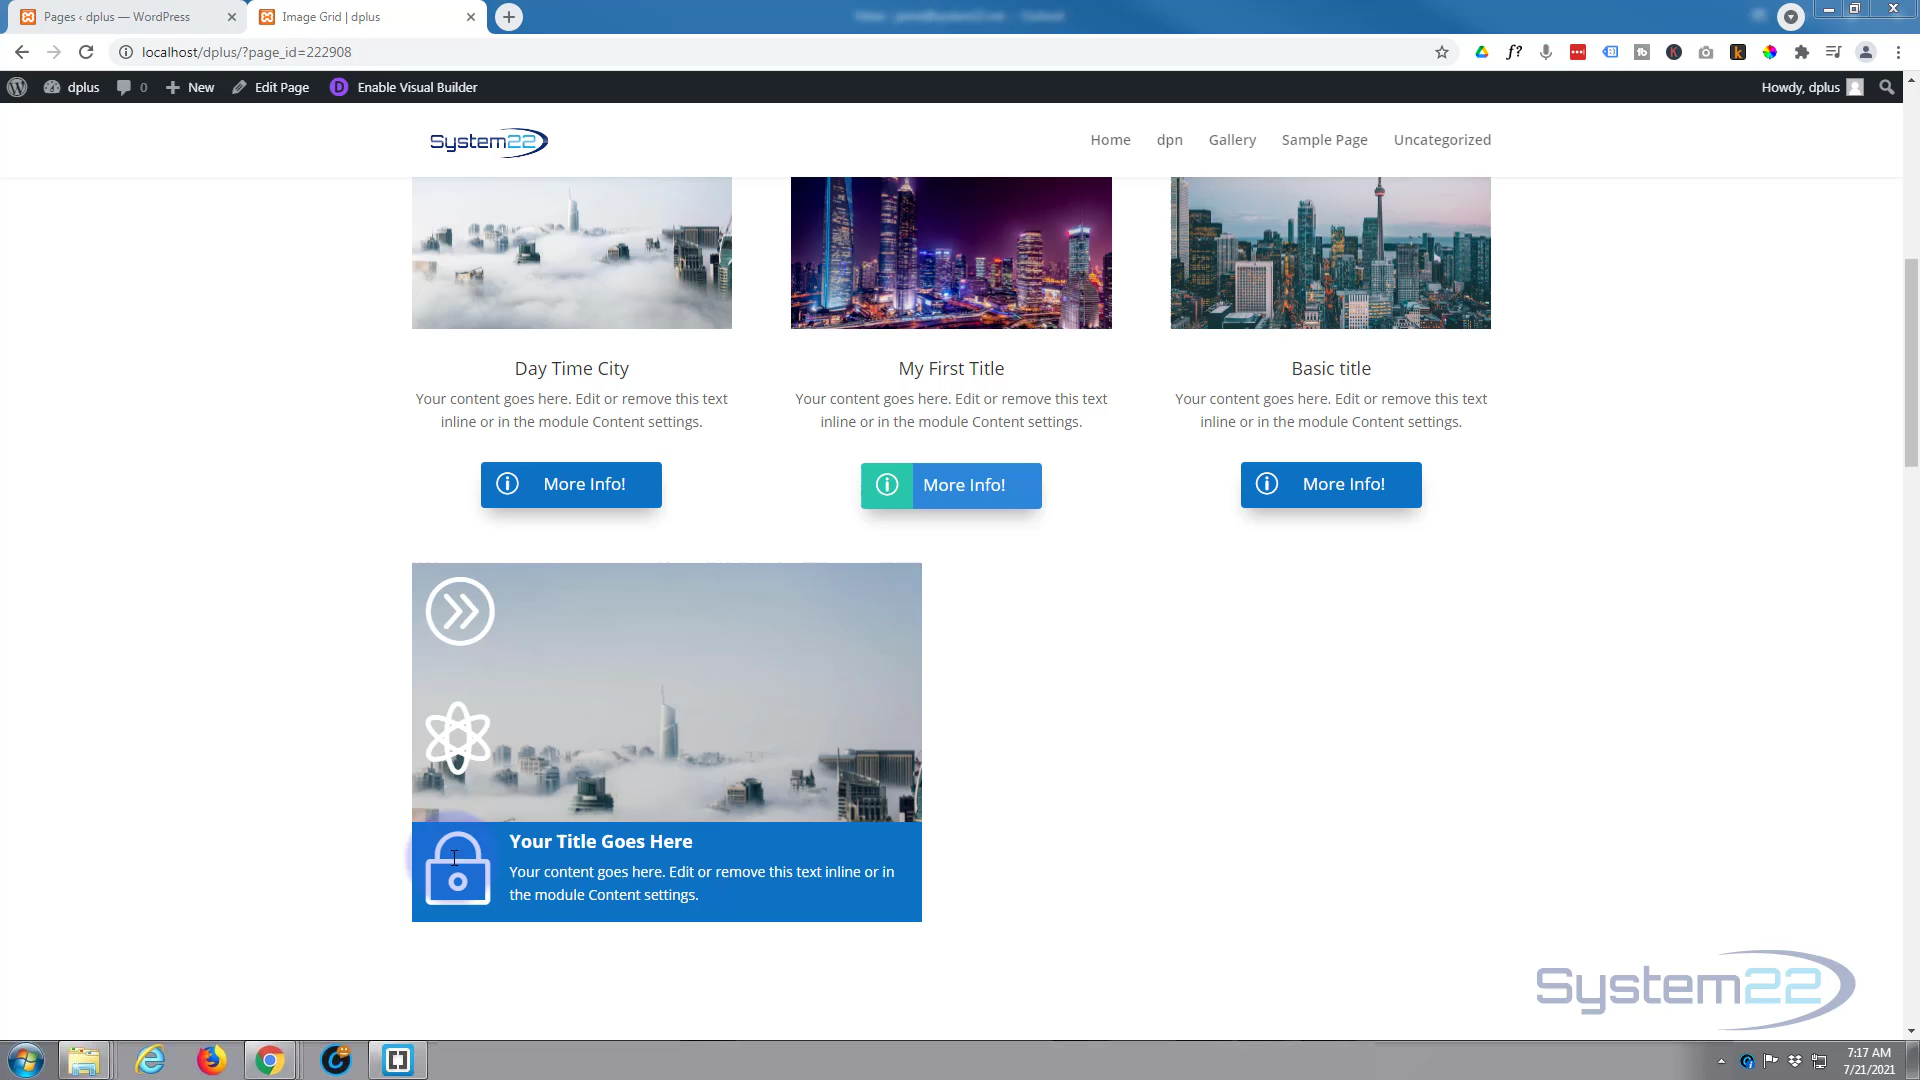 Pages ‹ dplus — WordPress
Image Grid | dplus
localhost/dplus/?page_id=222908
dplus
0
New
Edit Page
Enable Visual Builder
Howdy, dplus
System22
Home
dpn
Gallery
Sample Page
Uncategorized
Day Time City
Your content goes here. Edit or remove this text
inline or in the module Content settings.
More Info!
My First Title
Your content goes here. Edit or remove this text
inline or in the module Content settings.
More Info!
Basic title
Your content goes here. Edit or remove this text
inline or in the module Content settings.
More Info!
Your Title Goes Here
Your content goes here. Edit or remove this text inline or in
the module Content settings.
System22
7:17 AM
7/21/2021